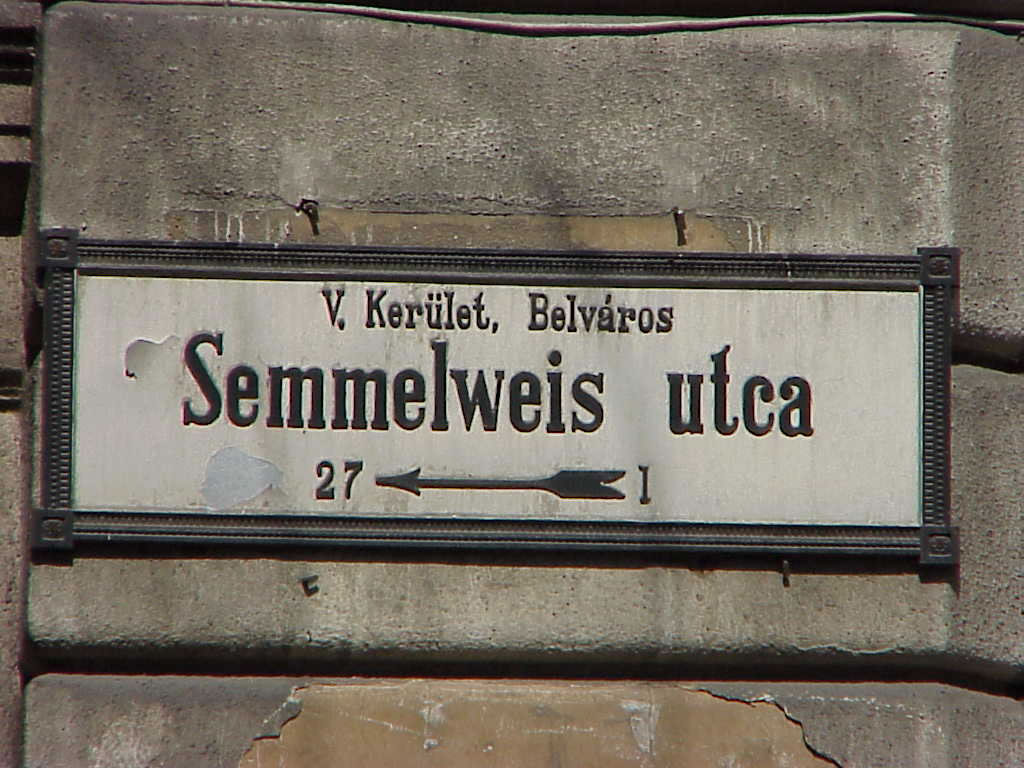 V. Kerület, Belváros
Semmelweis utca
27 1